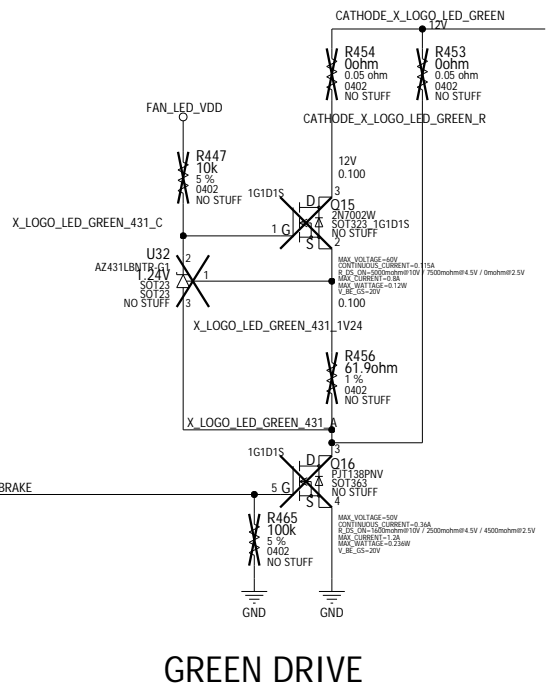 CATHODE_X_LOGO_LED_GREEN
12V
R454
0ohm
0.05 ohm
0402
NO STUFF
R453
0ohm
0.05 ohm
0402
NO STUFF
CATHODE_X_LOGO_LED_GREEN_R
FAN_LED_VDD
R447
10k
5 %
0402
NO STUFF
12V
0.100
1G1D1S
D
3
Q15
2N7002W
SOT323_1G1D1S
NO STUFF
1 G
S
2
X_LOGO_LED_GREEN_431_C
U32
AZ431LBNTR-G1
1.24V
SOT23
SOT23
NO STUFF
2
1
3
MAX_VOLTAGE=60V
CONTINUOUS_CURRENT=0.115A
R_DS_ON=5000mohm@10V / 7500mohm@4.5V / 0mohm@2.5V
MAX_CURRENT=0.8A
MAX_WATTAGE=0.12W
V_BE_GS=20V
0.100
X_LOGO_LED_GREEN_431_1V24
R456
61.9ohm
1 %
0402
NO STUFF
X_LOGO_LED_GREEN_431_A
1G1D1S
D
3
Q16
PJT138PNV
SOT363
NO STUFF
5 G
S
4
BRAKE
R465
100k
5 %
0402
NO STUFF
MAX_VOLTAGE=50V
CONTINUOUS_CURRENT=0.36A
R_DS_ON=1600mohm@10V / 2500mohm@4.5V / 4500mohm@2.5V
MAX_CURRENT=1.2A
MAX_WATTAGE=0.236W
V_BE_GS=20V
GND
GND
GREEN DRIVE